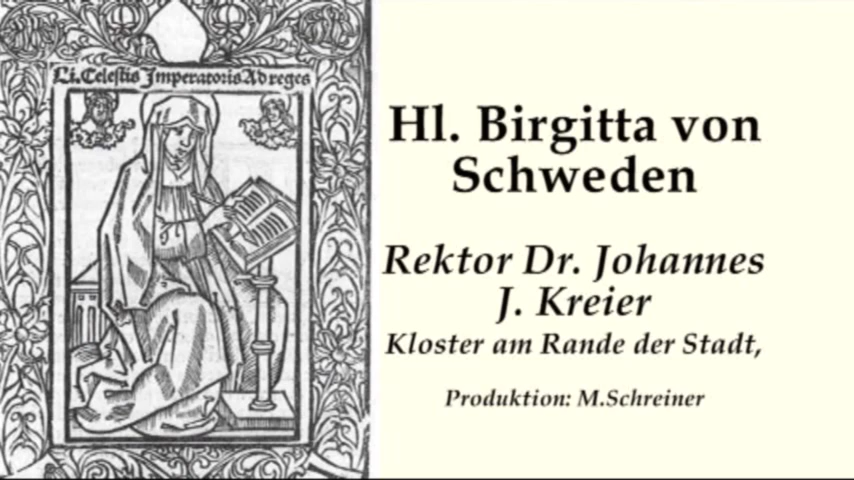 Li. Celestis Imperatoris Ad reges
Hl. Birgitta von
Schweden
Rektor Dr. Johannes
J. Kreier
Kloster am Rande der Stadt,
Produktion: M.Schreiner